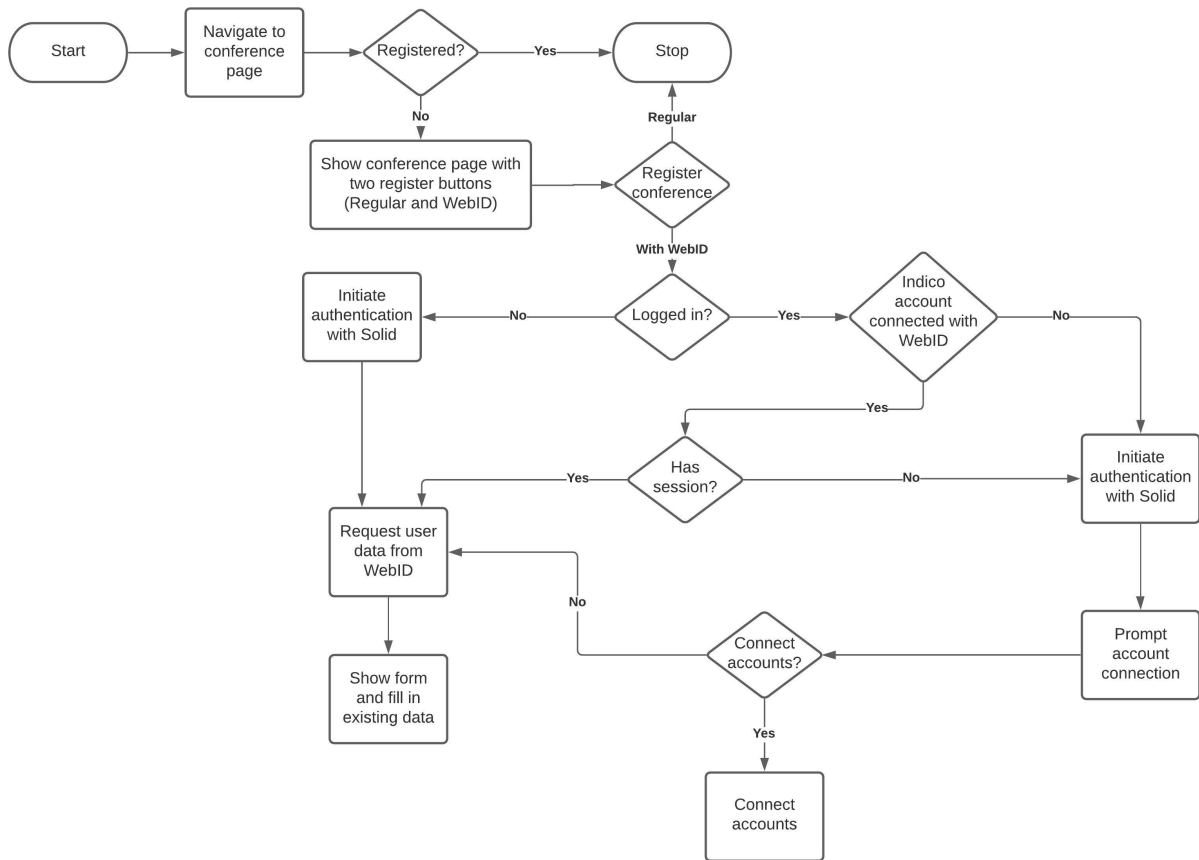 Start
Navigate to
conference
page
Registered?
Yes
Stop
No
Regular
Show conference page with
two register buttons
(Regular and WebID)
Register
conference
With WebID
Initiate
authentication
with Solid
No
Logged in?
Yes
Indico
account
connected with
WebID
No
Yes
Has
session?
Yes
No
Initiate
authentication
with Solid
Request user
data from
WebID
No
Connect
accounts?
Prompt
account
connection
Show form
and fill in
existing data
Yes
Connect
accounts